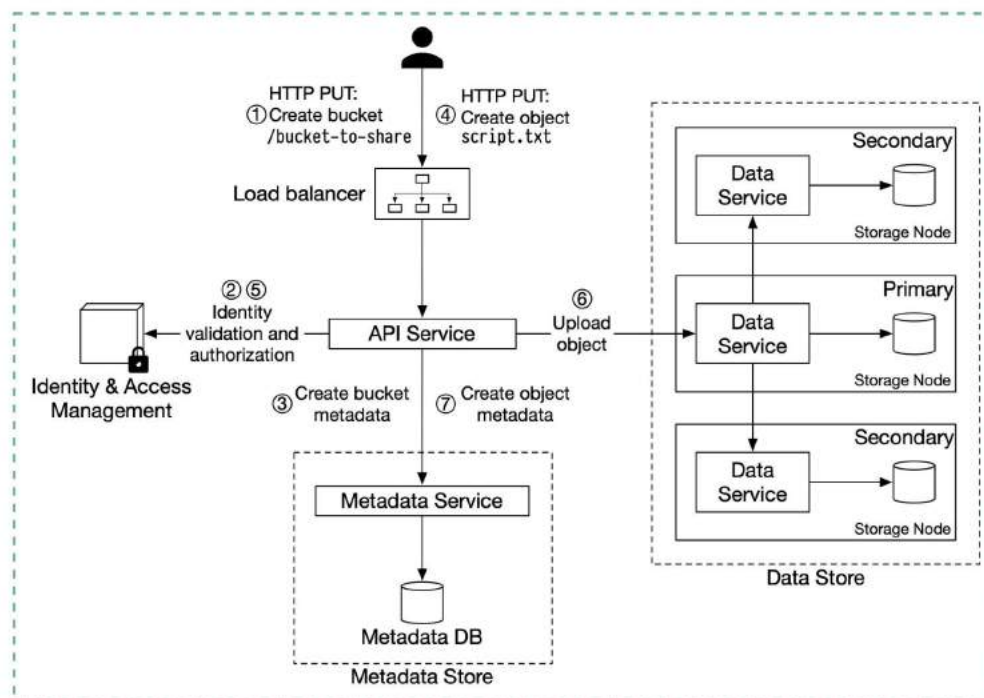 HTTP PUT:
① Create bucket
/bucket-to-share
HTTP PUT:
④ Create object
script.txt
Load balancer
② ⑤
Identity
validation and
authorization
API Service
⑥
Upload
object
Identity & Access
Management
③ Create bucket
metadata
⑦ Create object
metadata
Metadata Service
Metadata DB
Metadata Store
Secondary
Data
Service
Storage Node
Primary
Data
Service
Storage Node
Secondary
Data
Service
Storage Node
Data Store